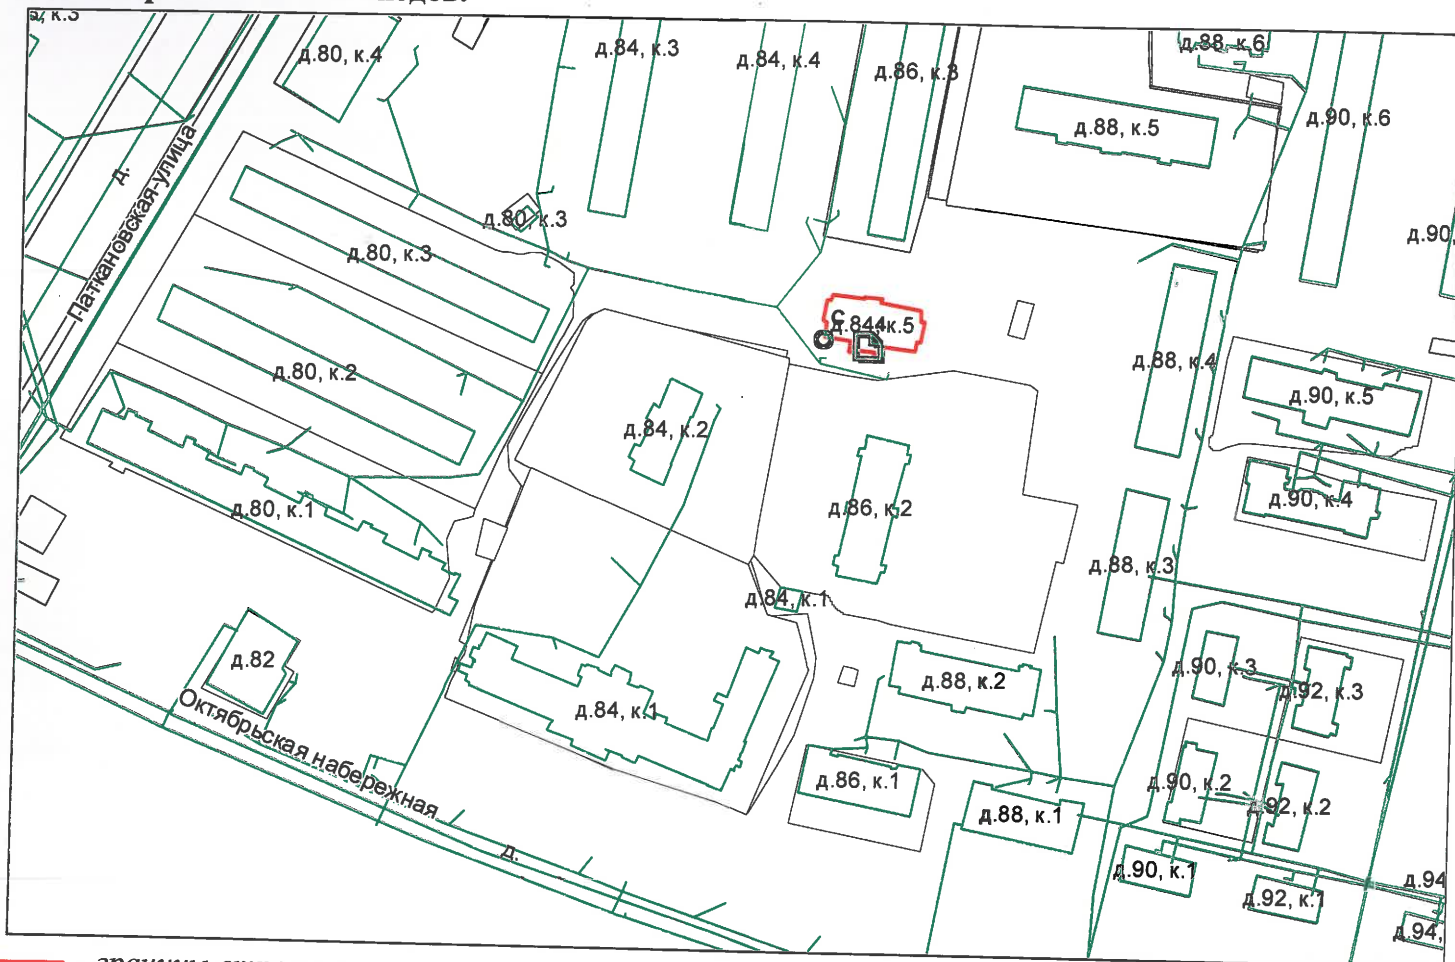 д.80, к.4
д.84, к.3
д.84, к.4
д.86, к.3
д.88, к.6
д.88, к.5
д.90, к.6
Паткановская-улица
д.
д.80, к.3
д.80, к.3
д.90,
С
к.5
д.80, к.2
д.88, к.4
д.90, к.5
д.84, к.2
д.80, к.1
д.86, к.2
д.90, к.4
д.88, к.3
д.84, к.1
д.82
д.88, к.2
д.90, к.3
д.92, к.3
Октябрьская набережная
д.84, к.1
д.86, к.1
д.90, к.2
д.92, к.2
д.88, к.1
д.
д.90, к.1
д.92, к.1
д.94
д.94,